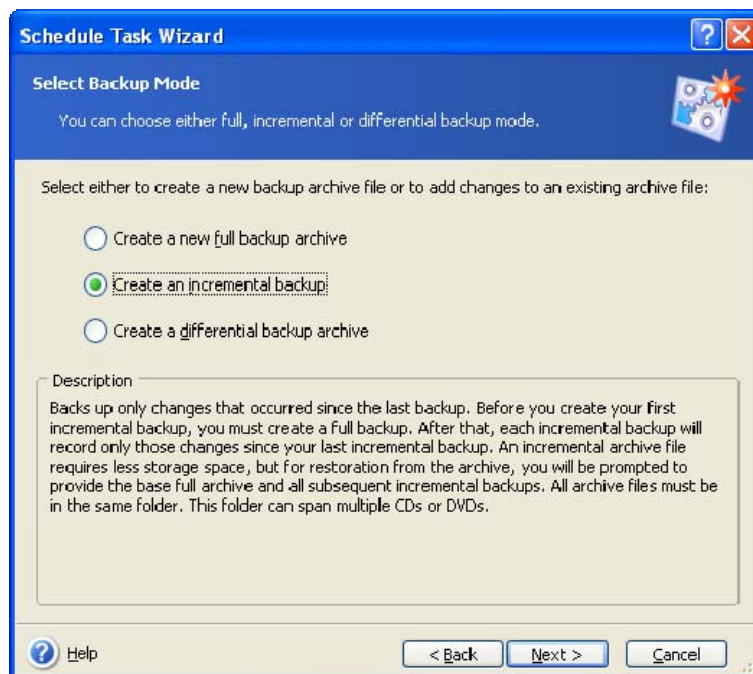 Schedule Task Wizard
Select Backup Mode
You can choose either full, incremental or differential backup mode.
Select either to create a new backup archive file or to add changes to an existing archive file:
Create a new full backup archive
Create an incremental backup
Create a differential backup archive
Description
Backs up only changes that occurred since the last backup. Before you create your first
incremental backup, you must create a full backup. After that, each incremental backup will
record only those changes since your last incremental backup. An incremental archive file
requires less storage space, but for restoration from the archive, you will be prompted to
provide the base full archive and all subsequent incremental backups. All archive files must be
in the same folder. This folder can span multiple CDs or DVDs.
Help
< Back
Next >
Cancel